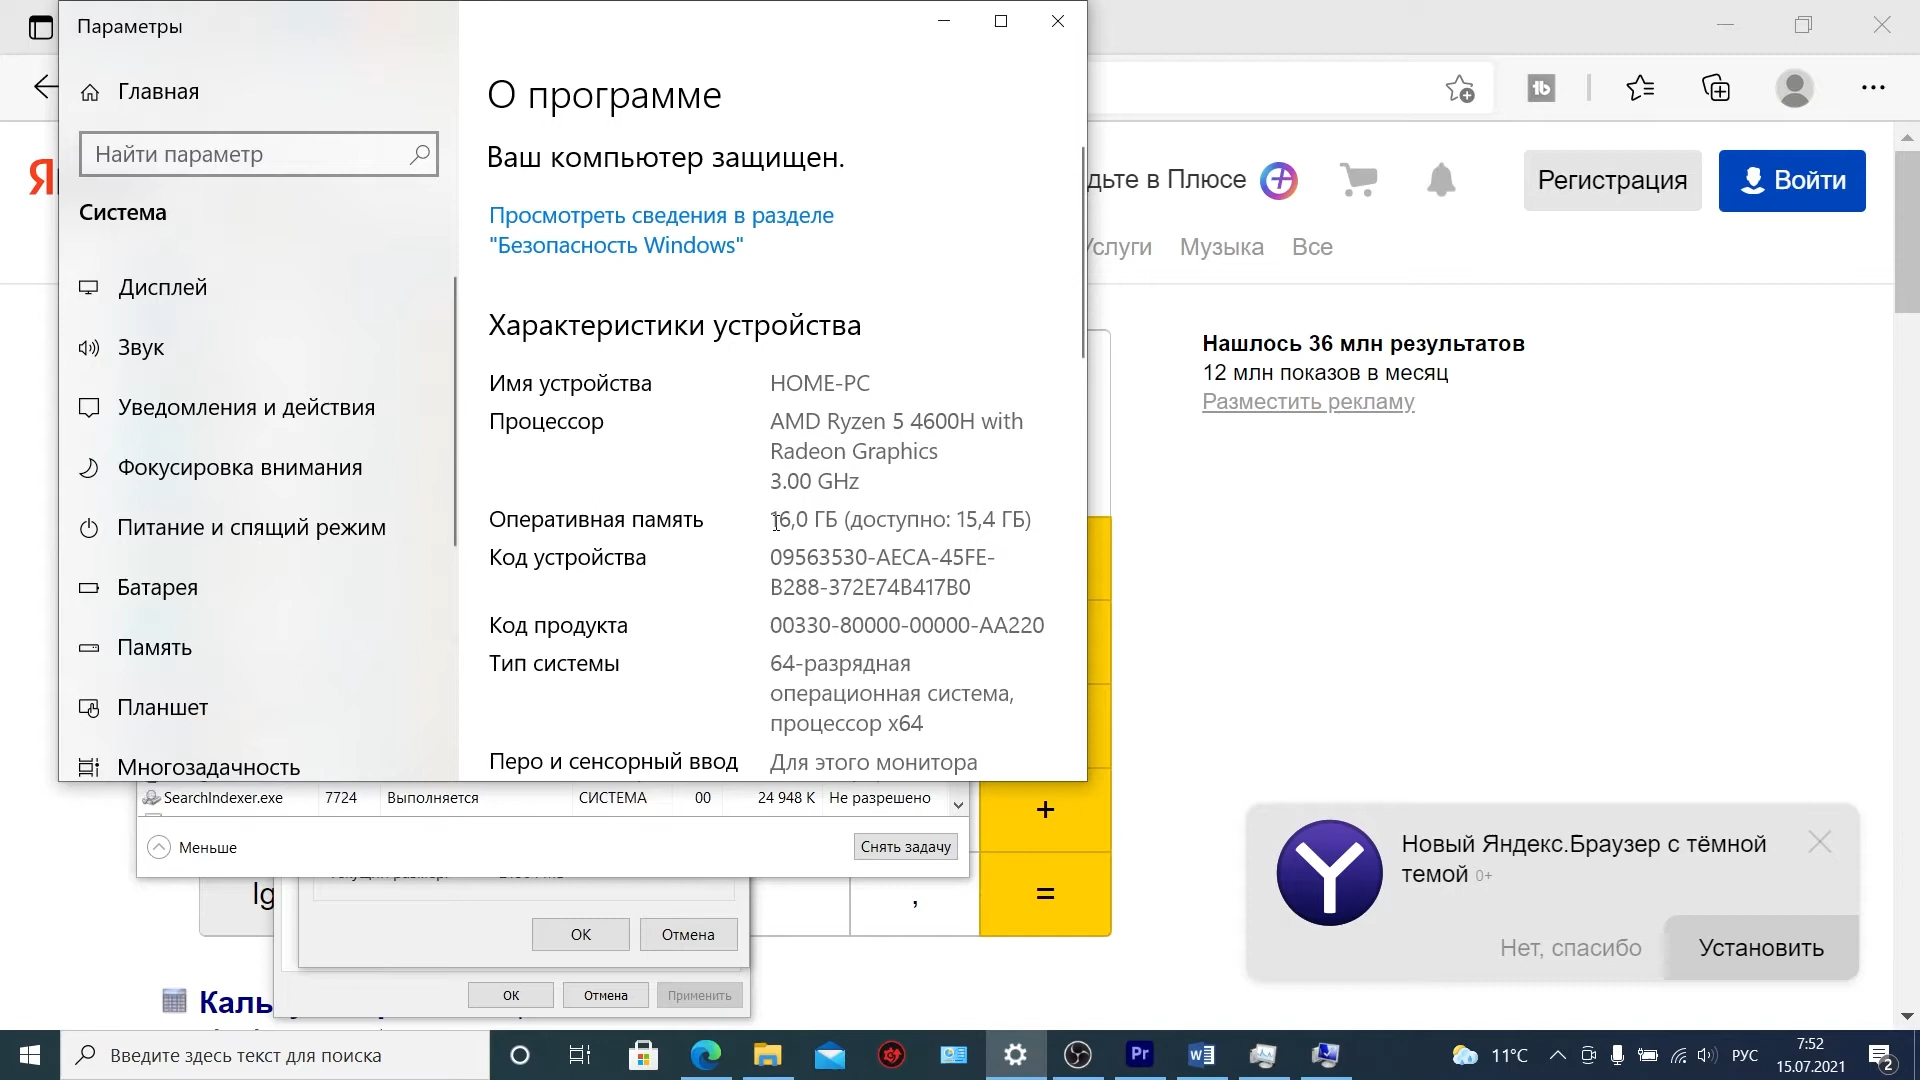 Параметры
Главная
Найти параметр
Система
Дисплей
Звук
Уведомления и действия
Фокусировка внимания
Питание и спящий режим
Батарея
Память
Планшет
Многозадачность
О программе
Ваш компьютер защищен.
Просмотреть сведения в разделе
"Безопасность Windows"
Характеристики устройства
Имя устройства HOME-PC
Процессор AMD Ryzen 5 4600H with
Radeon Graphics
3.00 GHz
Оперативная память 16,0 ГБ (доступно: 15,4 ГБ)
Код устройства 09563530-AECA-45FE-
B288-372E74B417B0
Код продукта 00330-80000-00000-AA220
Тип системы 64-разрядная
операционная система,
процессор x64
Перо и сенсорный ввод Для этого монитора
Я
дьте в Плюсе
Регистрация
Войти
Услуги Музыка Все
Нашлось 36 млн результатов
12 млн показов в месяц
Разместить рекламу
SearchIndexer.exe 7724 Выполняется СИСТЕМА 00 24 948 K Не разрешено
Меньше
Снять задачу
+
lg
,
=
ОК Отмена
ОК Отмена Применить
Каль
Новый Яндекс.Браузер с тёмной
темой 0+
Нет, спасибо
Установить
Введите здесь текст для поиска
Pr
11°C
РУС
7:52
15.07.2021
2